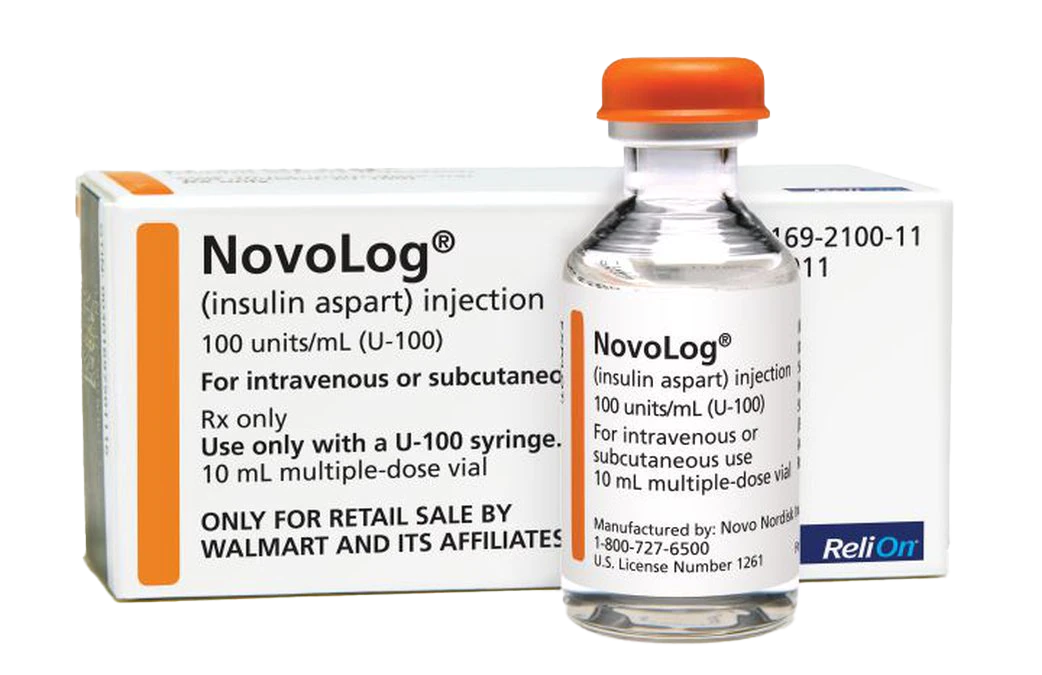 NovoLog®
(insulin aspart) injection
100 units/mL (U-100)
For intravenous or
Rx only
Use only with a U-100 syringe.
10 mL multiple-dose vial
ONLY FOR RETAIL SALE BY
WALMART AND ITS AFFILIATES
169-2100-11
ReliOn
NovoLog®
(insulin aspart) injection
100 units/mL (U-100)
For intravenous or
subcutaneous use
10 mL multiple-dose vial
Manufactured by: Novo Nordisk
1-800-727-6500
U.S. License Number 1261